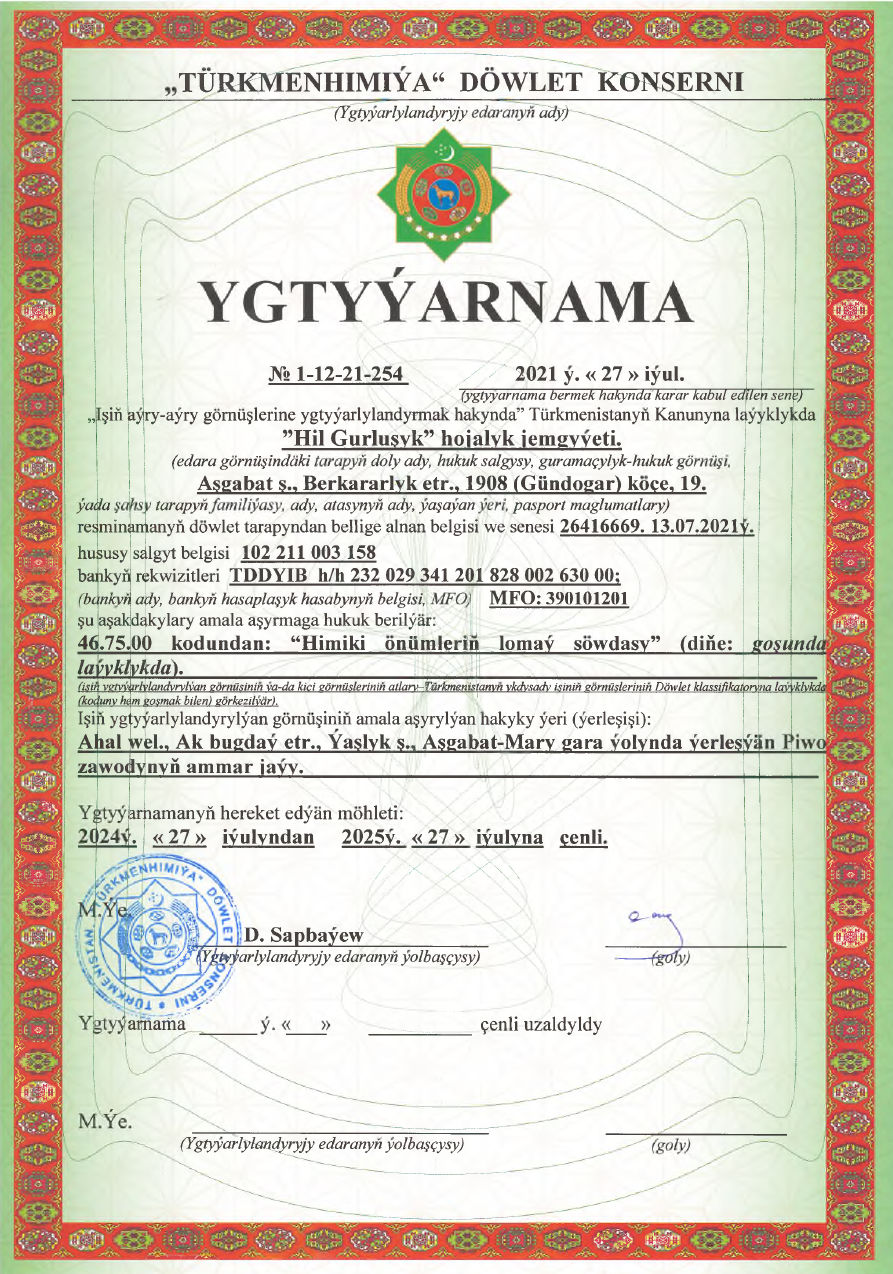 „TÜRKMENHIMIÝA“ DÖWLET KONSERNI
(Ygtyýarlylandyryjy edaranyň ady)
YGTYÝARNAMA
№ 1-12-21-254 2021 ý. « 27 » iýul.
(ygtyýarnama bermek hakynda karar kabul edilen sene)
„Işiň aýry-aýry görnüşlerine ygtyýarlylandyrmak hakynda” Türkmenistanyň Kanunyna laýyklykda
”Hil Gurluşyk” hojalyk jemgyýeti.
(edara görnüşindäki tarapyň doly ady, hukuk salgysy, guramaçylyk-hukuk görnüşi,
Aşgabat ş., Berkararlyk etr., 1908 (Gündogar) köçe, 19.
ýada şahsy tarapyň familiýasy, ady, atasynyň ady, ýaşaýan ýeri, pasport maglumatlary)
resminamanyň döwlet tarapyndan bellige alnan belgisi we senesi 26416669. 13.07.2021ý.
hususy salgyt belgisi 102 211 003 158
bankyň rekwizitleri TDDYIB h/h 232 029 341 201 828 002 630 00;
(bankyň ady, bankyň hasaplaşyk hasabynyň belgisi, MFO) MFO: 390101201
şu aşakdakylary amala aşyrmaga hukuk berilýär:
46.75.00 kodundan: “Himiki önümleriň lomaý söwdasy” (diňe: goşunda
laýyklykda).
(işiň ygtyýarlylandyrylýan görnüşiniň ýa-da kiçi görnüşleriniň atlary–Türkmenistanyň ykdysady işiniň görnüşleriniň Döwlet klassifikatoryna laýyklykda
(koduny hem goşmak bilen) görkezilýär).
Işiň ygtyýarlylandyrylýan görnüşiniň amala aşyrylýan hakyky ýeri (ýerleşişi):
Ahal wel., Ak bugdaý etr., Ýaşlyk ş., Aşgabat-Mary gara ýolynda ýerleşýän Piwo
zawodynyň ammar jaýy.
Ygtyýarnamanyň hereket edýän möhleti:
2024ý. « 27 » iýulyndan 2025ý. « 27 » iýulyna çenli.
"TÜRKMENHIMIÝA" DÖWLET KONSERNI * TÜRKMENISTAN
M.Ýe.
D. Sapbaýew
(Ygtyýarlylandyryjy edaranyň ýolbaşçysy) (goly)
Ygtyýarnama ______ ý. «____» ___________ çenli uzaldyldy
M.Ýe.
(Ygtyýarlylandyryjy edaranyň ýolbaşçysy) (goly)